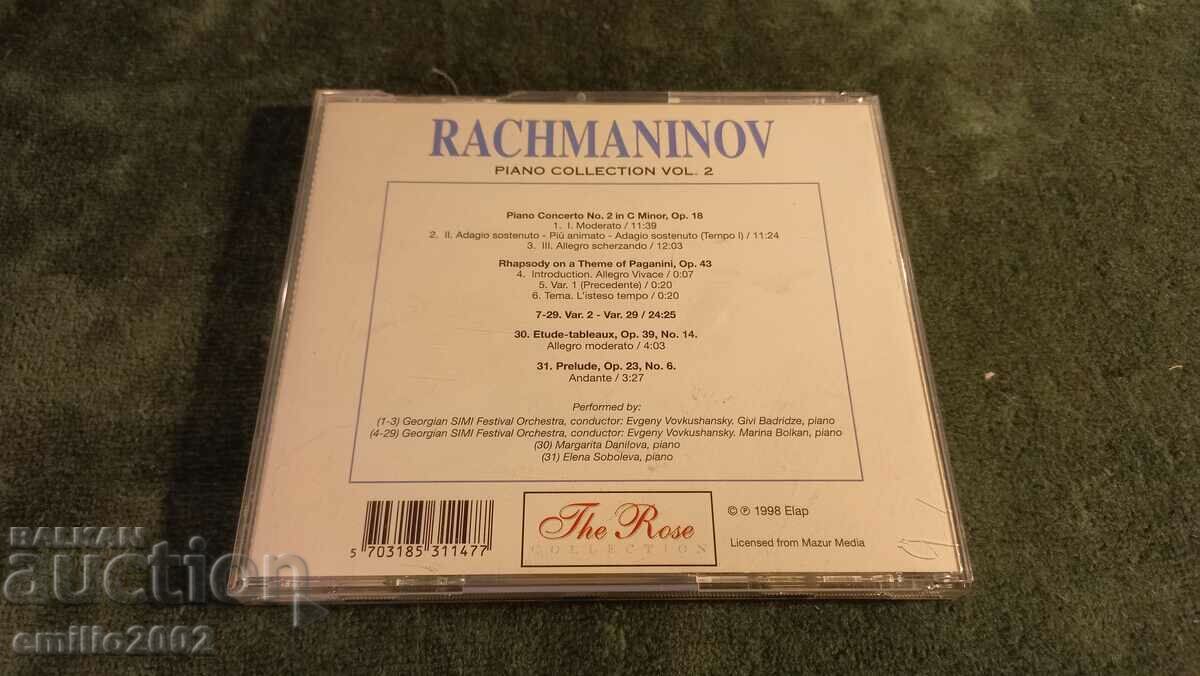 RACHMANINOV
PIANO COLLECTION VOL. 2
Piano Concerto No. 2 in C Minor, Op. 18
1. I. Moderato / 11:39
2. II. Adagio sostenuto - Piú animato - Adagio sostenuto (Tempo I) / 11:24
3. III. Allegro scherzando / 12:03
Rhapsody on a Theme of Paganini, Op. 43
4. Introduction. Allegro Vivace / 0:07
5. Var. 1 (Precedente) / 0:20
6. Tema. L'isteso tempo / 0:20
7-29. Var. 2 - Var. 29 / 24:25
30. Etude-tableaux, Op. 39, No. 14.
Allegro moderato / 4:03
31. Prelude, Op. 23, No. 6.
Andante / 3:27
Performed by:
(1-3) Georgian SIMI Festival Orchestra, conductor: Evgeny Vovkushansky. Givi Badridze, piano
(4-29) Georgian SIMI Festival Orchestra, conductor: Evgeny Vovkushansky. Marina Bolkan, piano
(30) Margarita Danilova, piano
(31) Elena Soboleva, piano
5 703185 311477
The Rose
COLLECTION
© ℗ 1998 Elap
Licensed from Mazur Media
BALKAN
auction
emilio2002